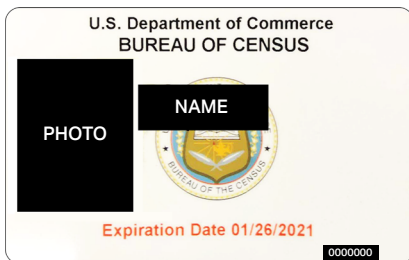 U.S. Department of Commerce
BUREAU OF CENSUS
PHOTO
NAME
BUREAU OF THE CENSUS
Expiration Date 01/26/2021
0000000